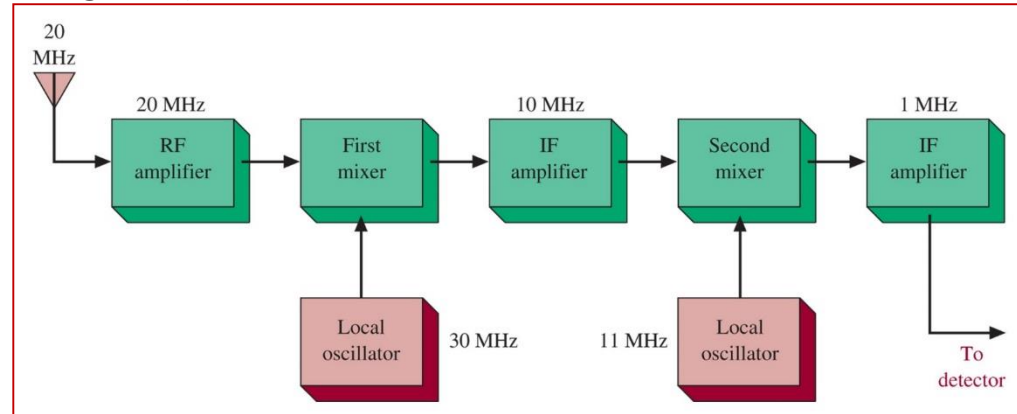 20
MHz
20 MHz
10 MHz
1 MHz
RF
amplifier
First
mixer
IF
amplifier
Second
mixer
IF
amplifier
Local
oscillator
30 MHz
11 MHz
Local
oscillator
To
detector